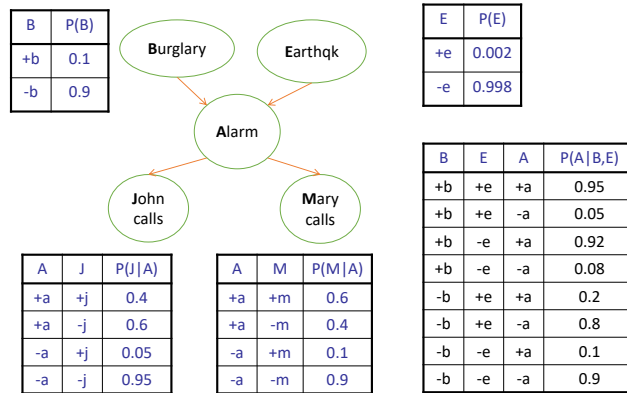 B P(B)
+b 0.1
-b 0.9
Burglary
Earthqk
E P(E)
+e 0.002
-e 0.998
Alarm
John
calls
Mary
calls
B E A P(A|B,E)
+b +e +a 0.95
+b +e -a 0.05
+b -e +a 0.92
+b -e -a 0.08
-b +e +a 0.2
-b +e -a 0.8
-b -e +a 0.1
-b -e -a 0.9
A J P(J|A)
+a +j 0.4
+a -j 0.6
-a +j 0.05
-a -j 0.95
A M P(M|A)
+a +m 0.6
+a -m 0.4
-a +m 0.1
-a -m 0.9